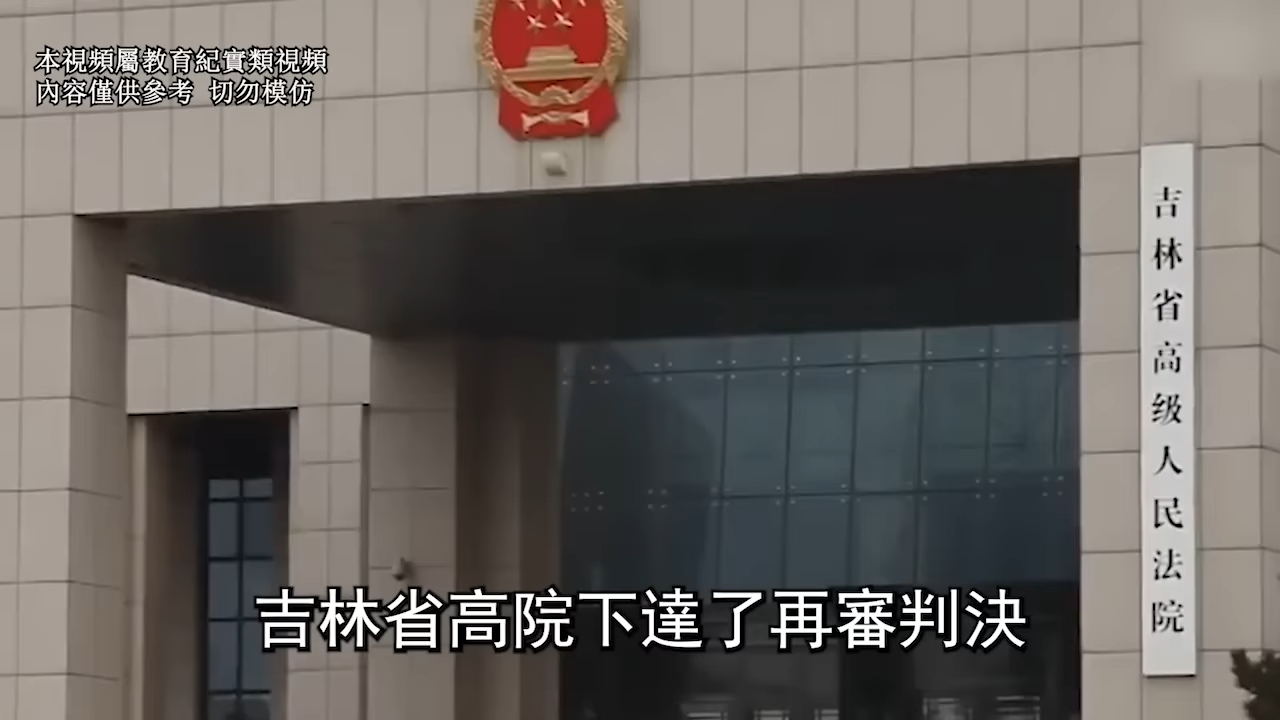 本視頻屬教育紀實類視頻
內容僅供參考 切勿模仿
吉林省高级人民法院
吉林省高院下達了再審判決